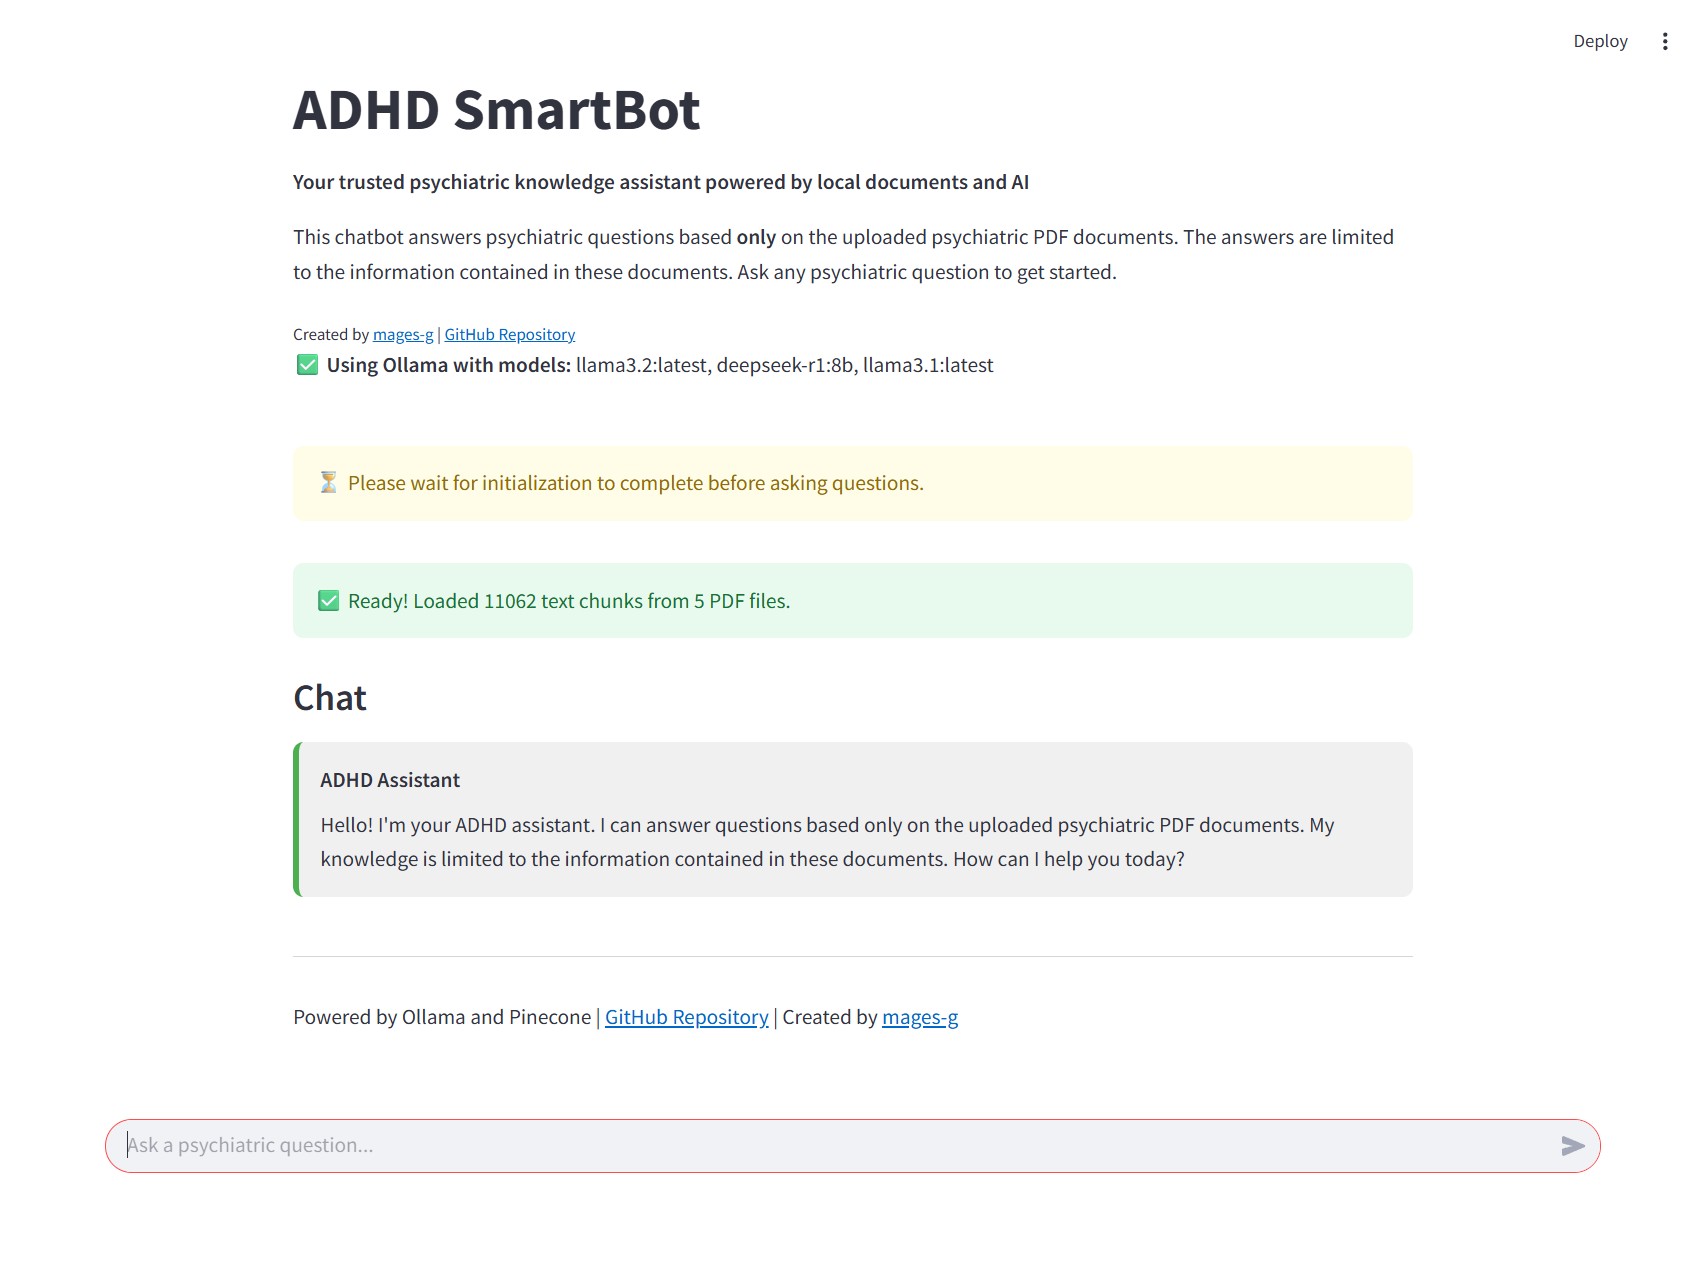 Deploy
ADHD SmartBot
Your trusted psychiatric knowledge assistant powered by local documents and AI
This chatbot answers psychiatric questions based only on the uploaded psychiatric PDF documents. The answers are limited
to the information contained in these documents. Ask any psychiatric question to get started.
Created by mages-g | GitHub Repository
✅ Using Ollama with models: llama3.2:latest, deepseek-r1:8b, llama3.1:latest
⏳ Please wait for initialization to complete before asking questions.
✅ Ready! Loaded 11062 text chunks from 5 PDF files.
Chat
ADHD Assistant
Hello! I'm your ADHD assistant. I can answer questions based only on the uploaded psychiatric PDF documents. My
knowledge is limited to the information contained in these documents. How can I help you today?
Powered by Ollama and Pinecone | GitHub Repository | Created by mages-g
Ask a psychiatric question...